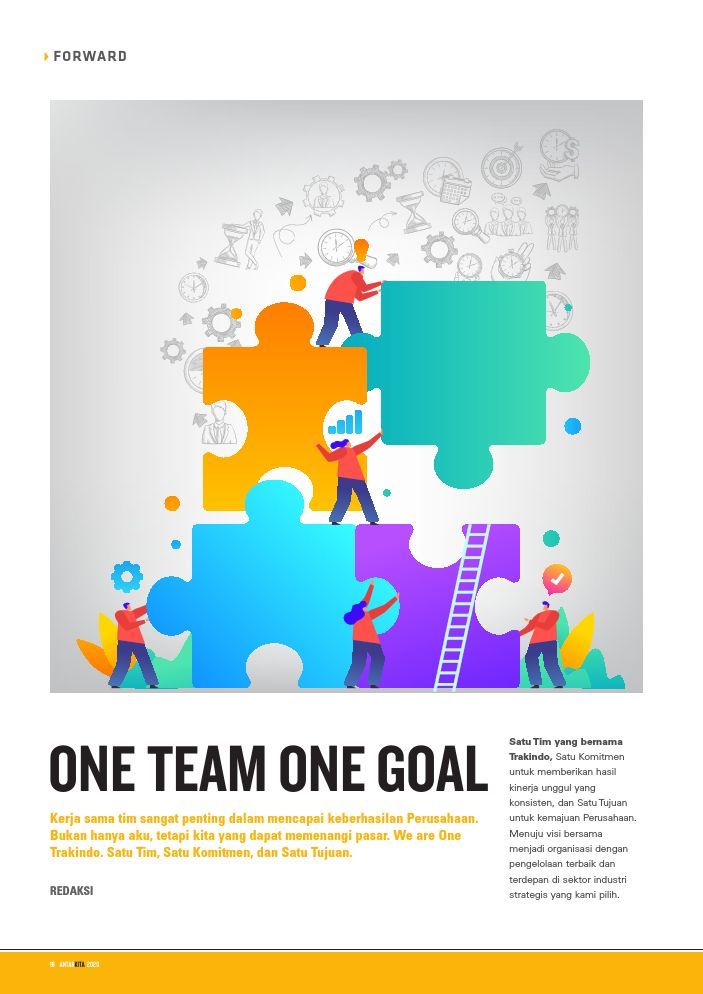 FORWARD
ONE TEAM ONE GOAL
Kerja sama tim sangat penting dalam mencapai keberhasilan Perusahaan.
Bukan hanya aku, tetapi kita yang dapat memenangi pasar. We are One
Trakindo. Satu Tim, Satu Komitmen, dan Satu Tujuan.
REDAKSI
Satu Tim yang bernama
Trakindo, Satu Komitmen
untuk memberikan hasil
kinerja unggul yang
konsisten, dan Satu Tujuan
untuk kemajuan Perusahaan.
Menuju visi bersama
menjadi organisasi dengan
pengelolaan terbaik dan
terdepan di sektor industri
strategis yang kami pilih.
ANTARKITA 2020